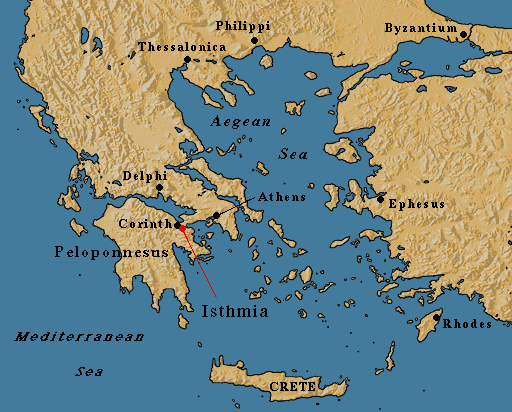 Philippi
Byzantium
Thessalonica
Aegean
Sea
Delphi
Athens
Ephesus
Corinth
Peloponnesus
Isthmia
Rhodes
Mediterranean
Sea
CRETE